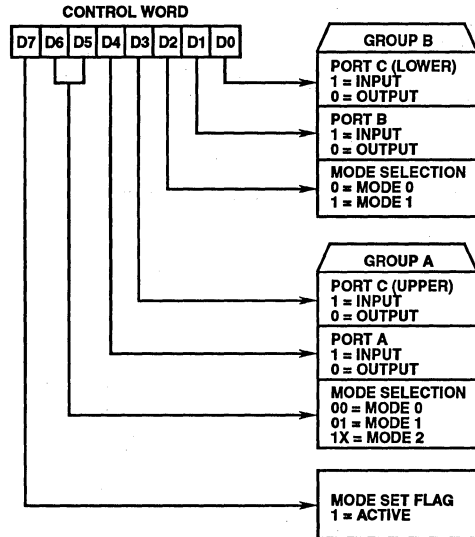 CONTROL WORD
D7 D6 D5 D4 D3 D2 D1 D0
GROUP B
PORT C (LOWER)
1 = INPUT
0 = OUTPUT
PORT B
1 = INPUT
0 = OUTPUT
MODE SELECTION
0 = MODE 0
1 = MODE 1
GROUP A
PORT C (UPPER)
1 = INPUT
0 = OUTPUT
PORT A
1 = INPUT
0 = OUTPUT
MODE SELECTION
00 = MODE 0
01 = MODE 1
1X = MODE 2
MODE SET FLAG
1 = ACTIVE